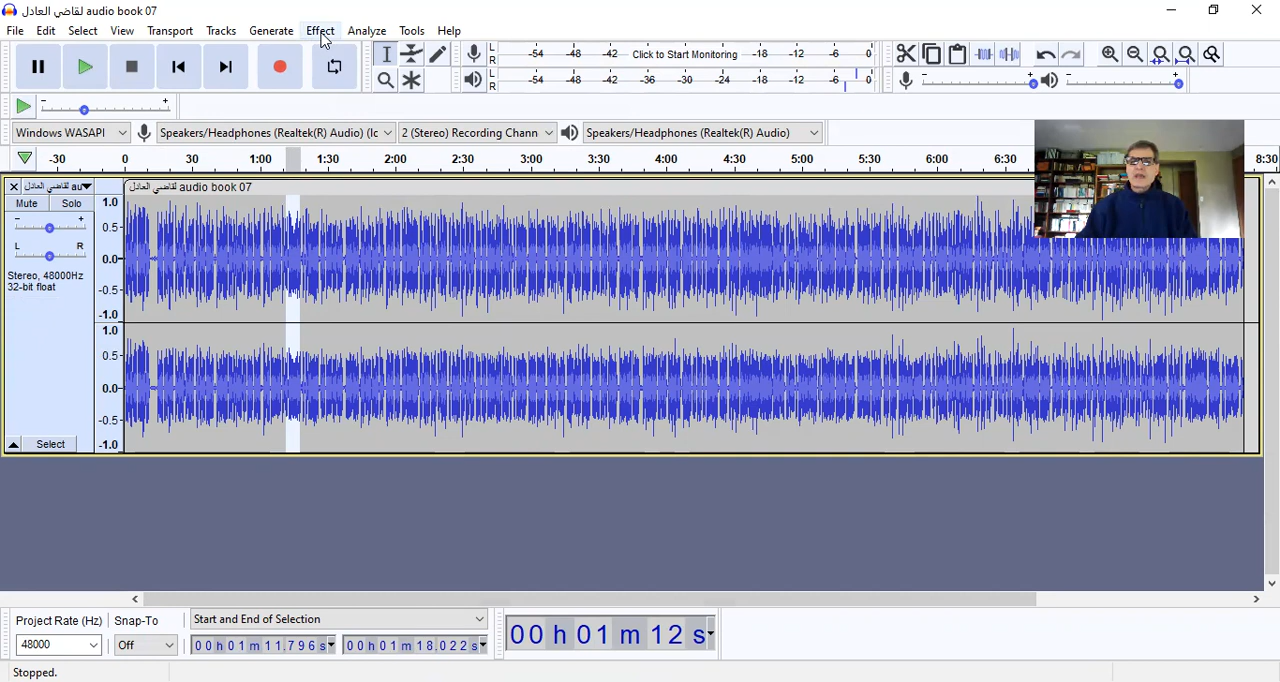 لقاضي العادل audio book 07
File Edit Select View Transport Tracks Generate Effect Analyze Tools Help
L R -54 -48 -42 Click to Start Monitoring -18 -12 -6 0
L R -54 -48 -42 -36 -30 -24 -18 -12 -6 0
Windows WASAPI Speakers/Headphones (Realtek(R) Audio) (lc 2 (Stereo) Recording Chann Speakers/Headphones (Realtek(R) Audio)
-30 0 30 1:00 1:30 2:00 2:30 3:00 3:30 4:00 4:30 5:00 5:30 6:00 6:30 8:30
لقاضي العادل au
لقاضي العادل audio book 07
Mute Solo
- +
L R
Stereo, 48000Hz
32-bit float
Select
1.0
0.5
0.0
-0.5
-1.0
1.0
0.5
0.0
-0.5
-1.0
Project Rate (Hz) Snap-To Start and End of Selection
48000 Off 00 h 01 m 11.796 s 00 h 01 m 18.022 s
00 h 01 m 12 s
Stopped.